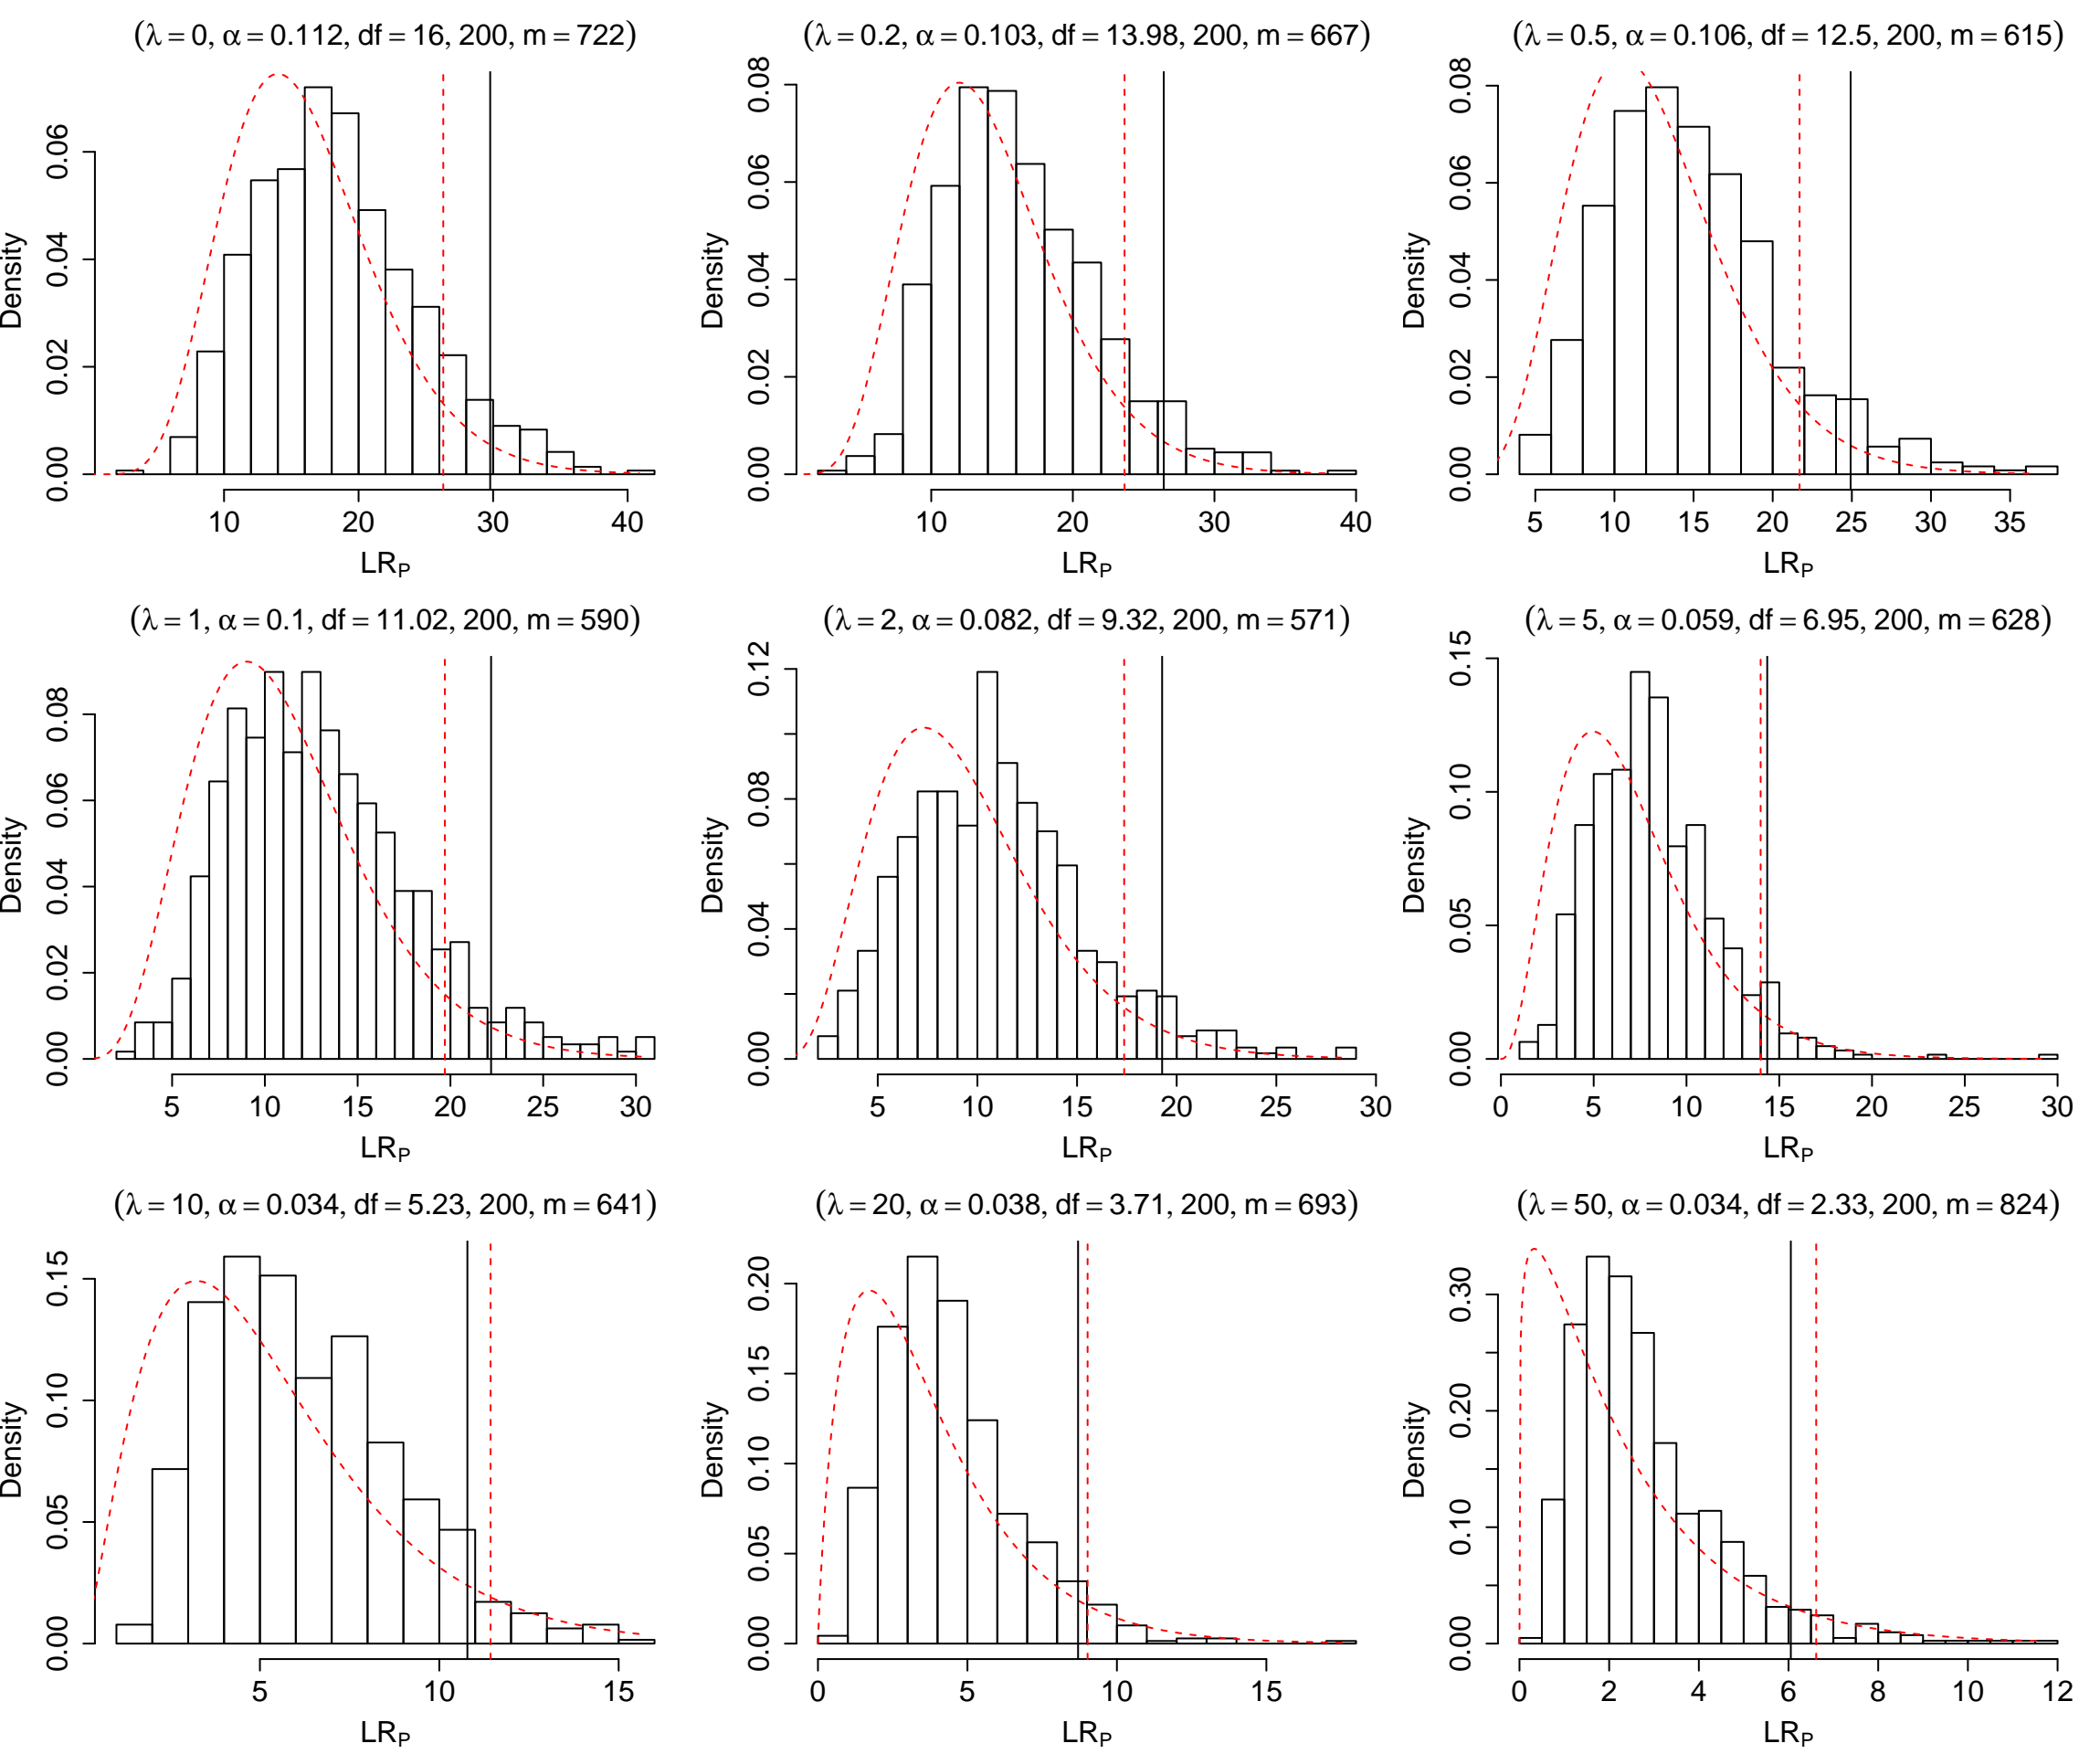 (λ = 0, α = 0.112, df = 16, 200, m = 722)
Density
0.00 0.02 0.04 0.06
10 20 30 40
LR_P
(λ = 0.2, α = 0.103, df = 13.98, 200, m = 667)
Density
0.00 0.02 0.04 0.06 0.08
10 20 30 40
LR_P
(λ = 0.5, α = 0.106, df = 12.5, 200, m = 615)
Density
0.00 0.02 0.04 0.06 0.08
5 10 15 20 25 30 35
LR_P
(λ = 1, α = 0.1, df = 11.02, 200, m = 590)
Density
0.00 0.02 0.04 0.06 0.08
5 10 15 20 25 30
LR_P
(λ = 2, α = 0.082, df = 9.32, 200, m = 571)
Density
0.00 0.04 0.08 0.12
5 10 15 20 25 30
LR_P
(λ = 5, α = 0.059, df = 6.95, 200, m = 628)
Density
0.00 0.05 0.10 0.15
0 5 10 15 20 25 30
LR_P
(λ = 10, α = 0.034, df = 5.23, 200, m = 641)
Density
0.00 0.05 0.10 0.15
5 10 15
LR_P
(λ = 20, α = 0.038, df = 3.71, 200, m = 693)
Density
0.00 0.05 0.10 0.15 0.20
0 5 10 15
LR_P
(λ = 50, α = 0.034, df = 2.33, 200, m = 824)
Density
0.00 0.10 0.20 0.30
0 2 4 6 8 10 12
LR_P